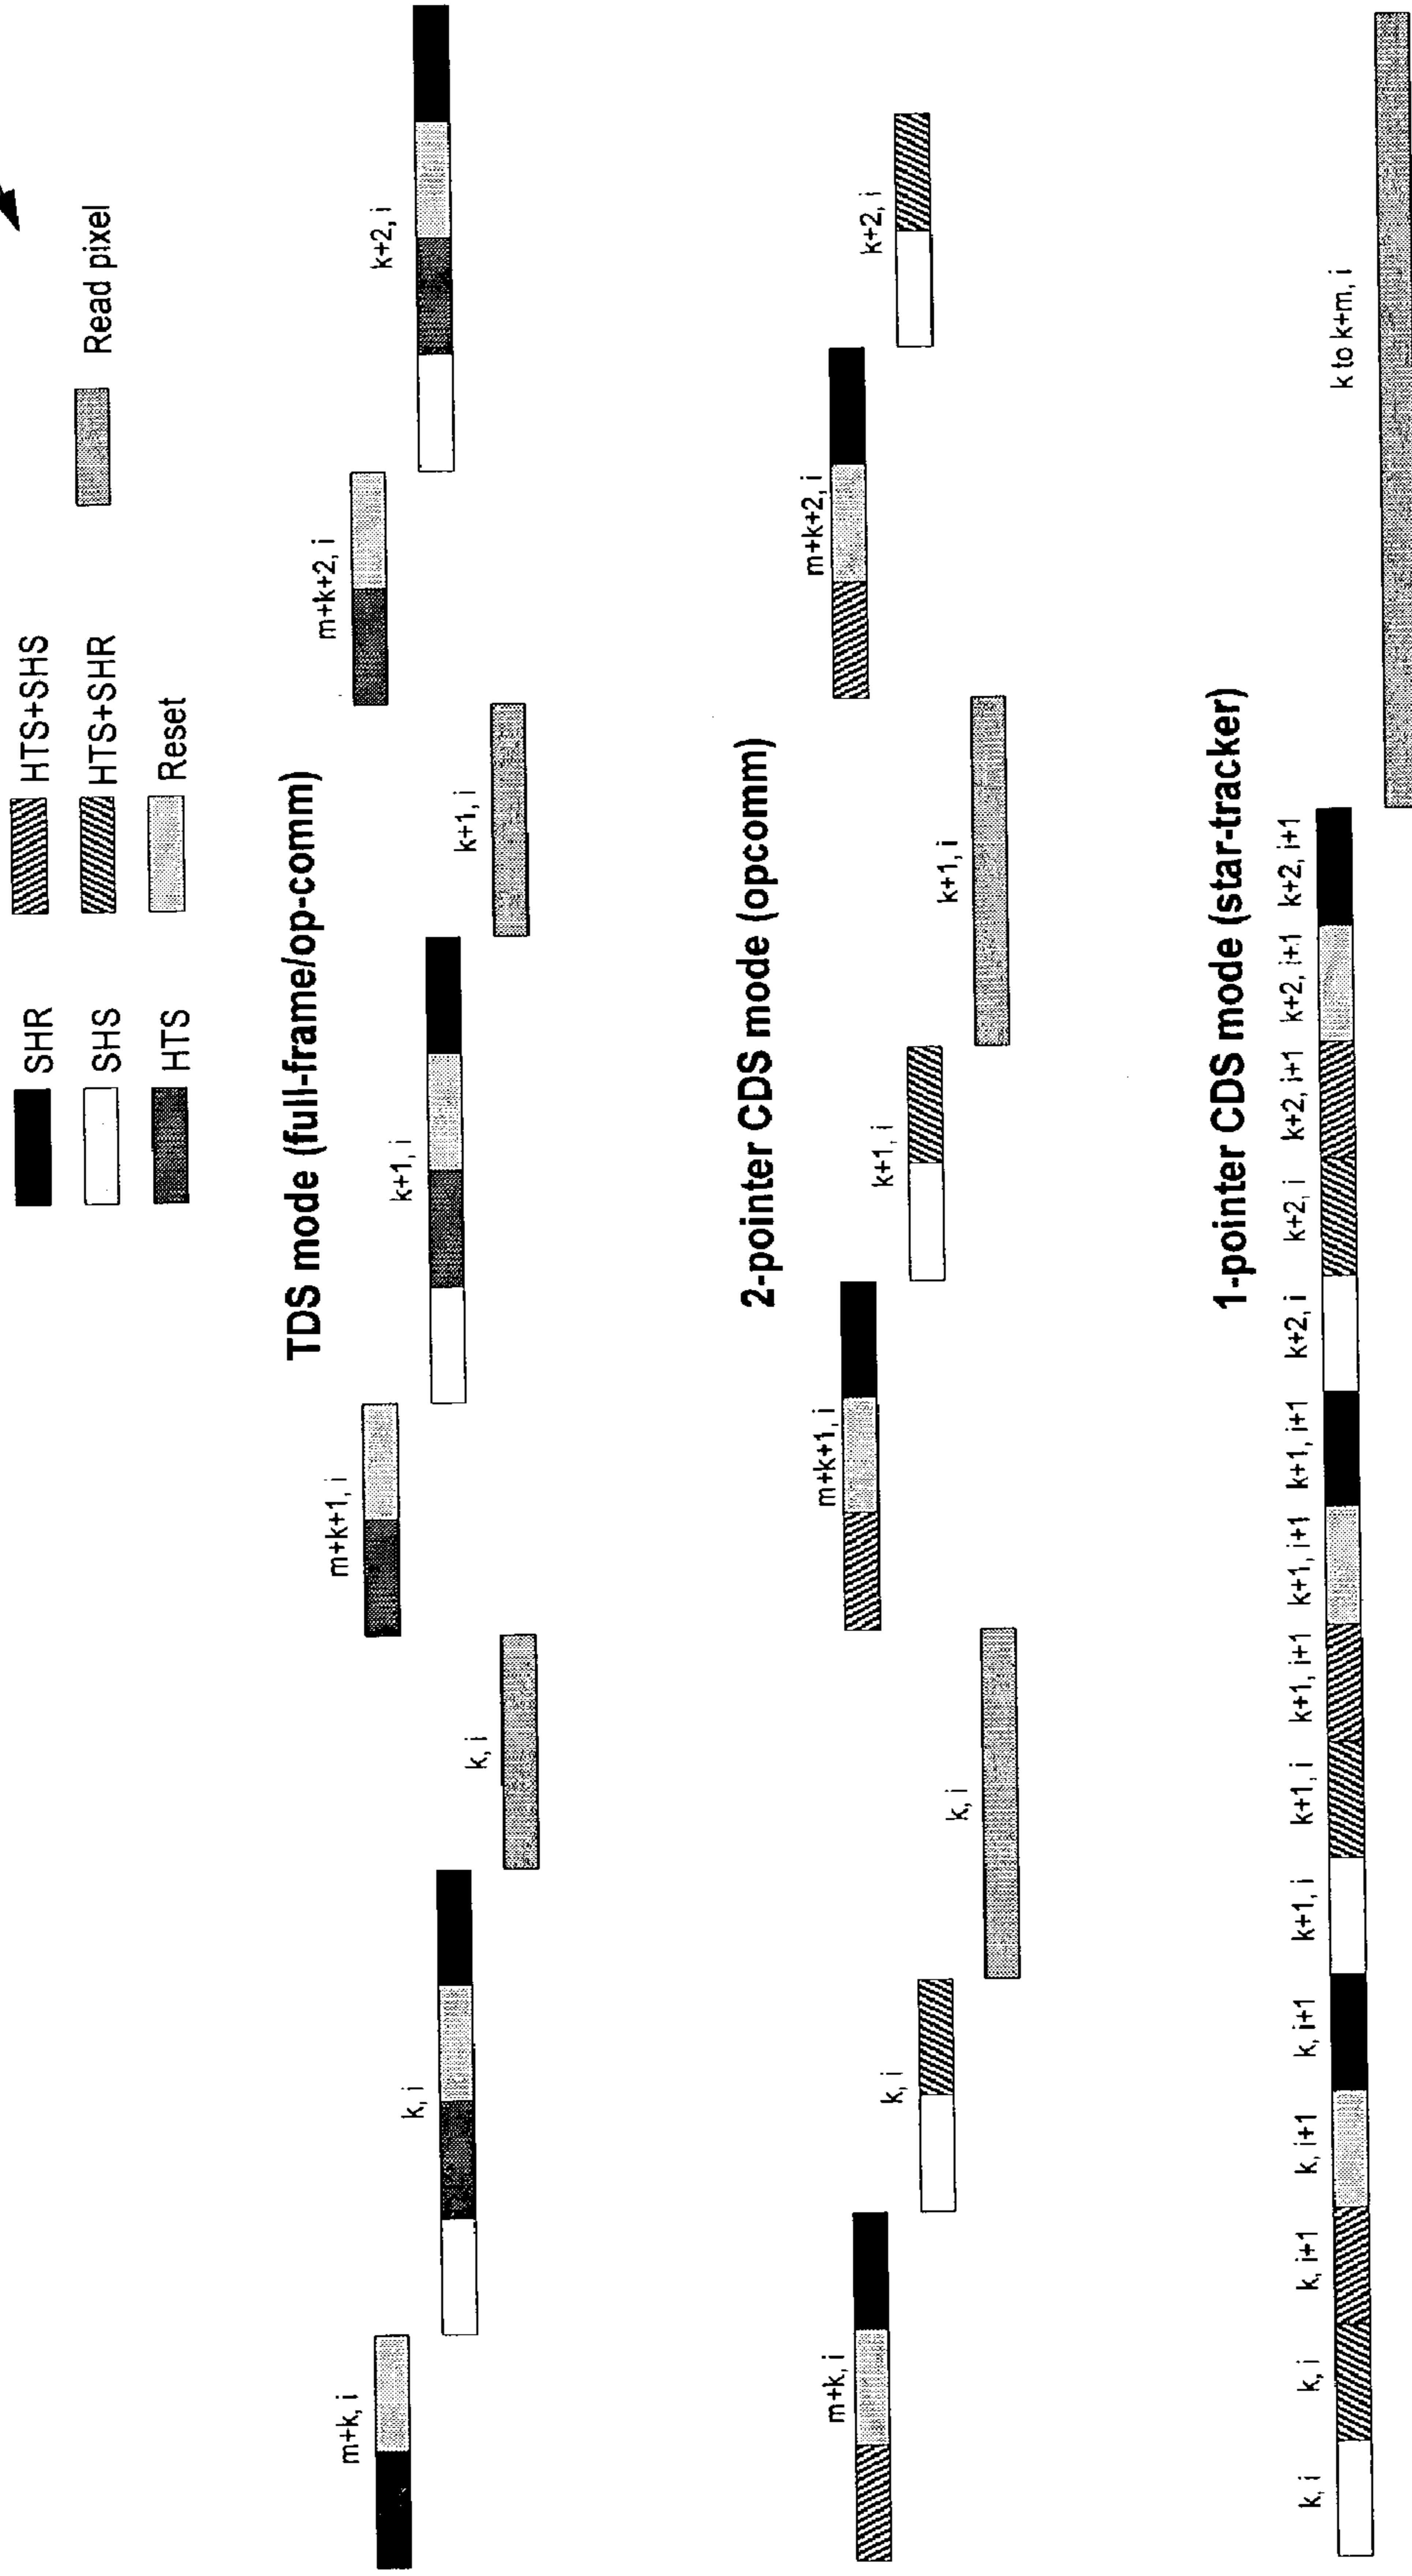 SHR HTS+SHS
SHS HTS+SHR Read pixel
HTS Reset
TDS mode (full-frame/op-comm)
m+k, i m+k+1, i m+k+2, i
k, i k+1, i k+2, i
k, i k+1, i
2-pointer CDS mode (opcomm)
m+k, i m+k+1, i m+k+2, i
k, i k+1, i k+2, i
k, i k+1, i
1-pointer CDS mode (star-tracker)
k, i k, i k, i+1 k, i+1 k, i+1 k+1, i k+1, i k+1, i+1 k+1, i+1 k+1, i+1 k+2, i k+2, i k+2, i+1 k+2, i+1 k+2, i+1
k to k+m, i